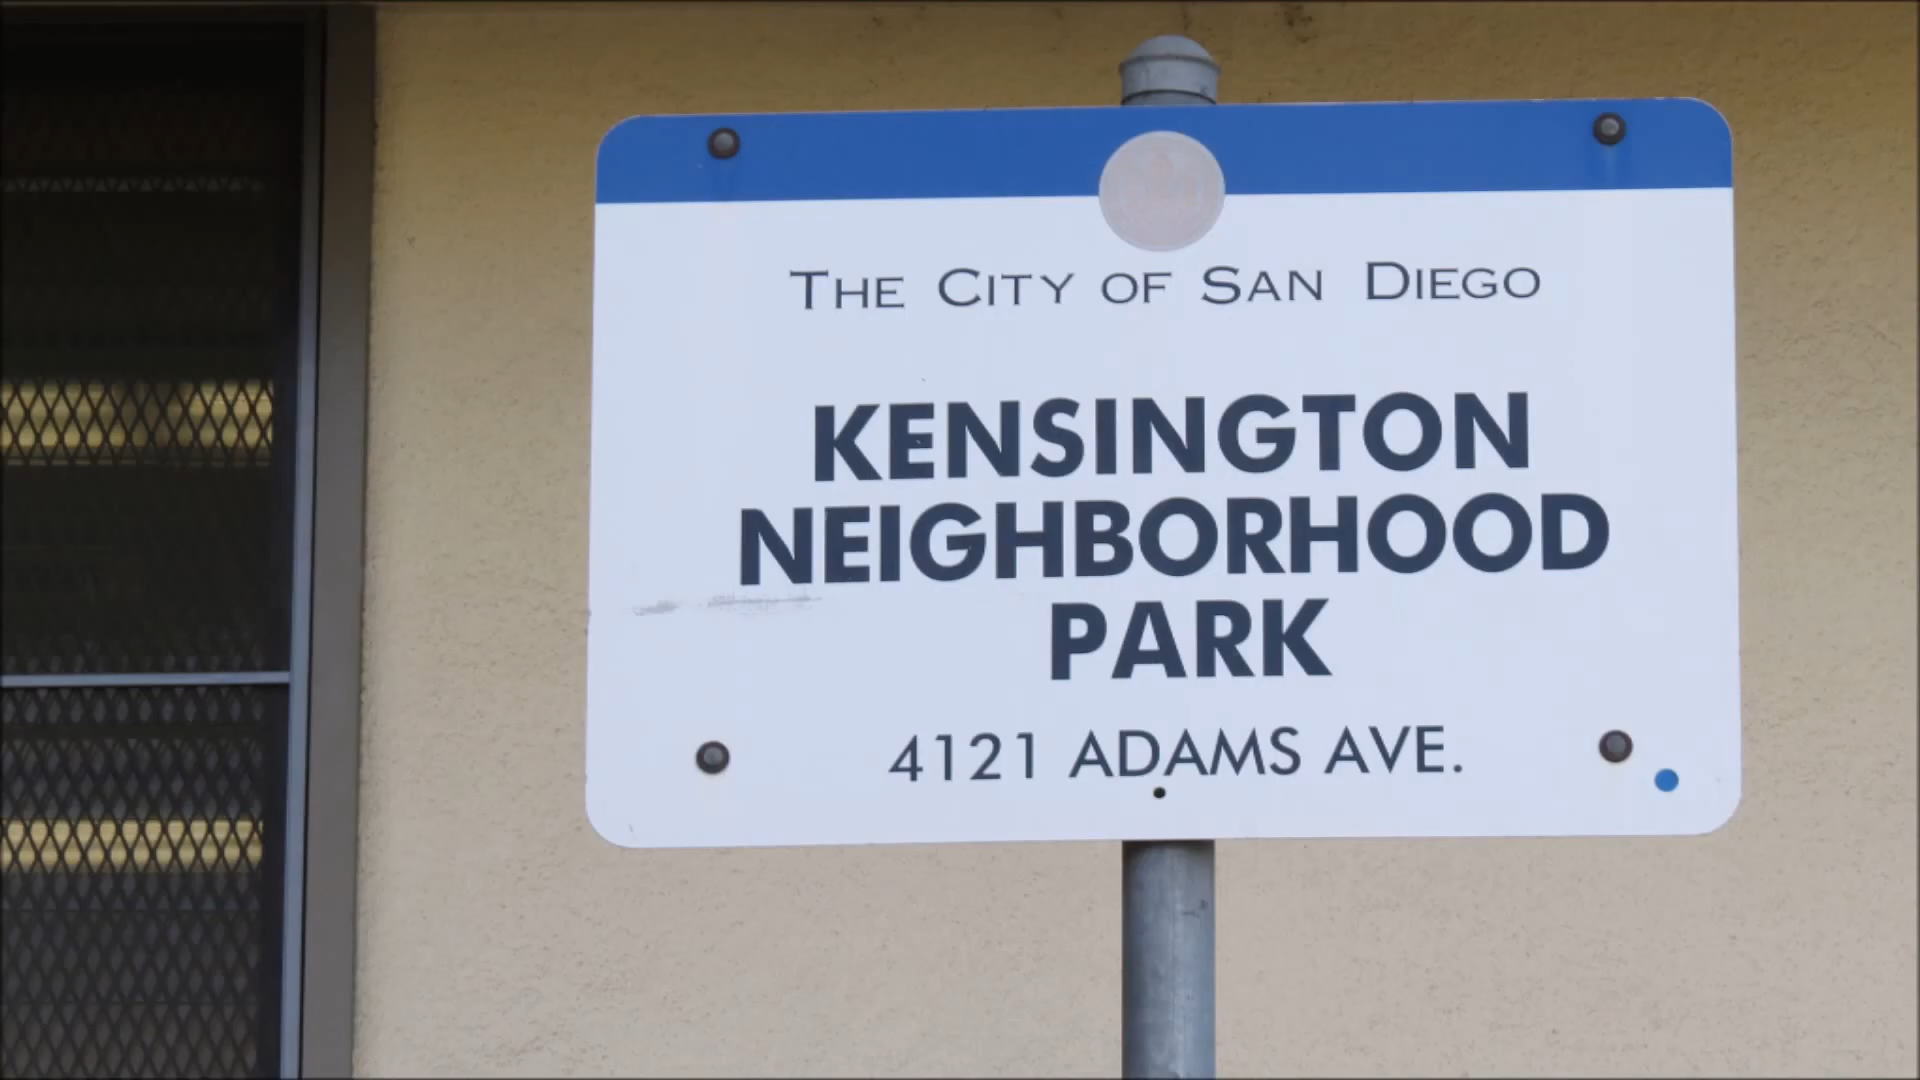 The City of San Diego
KENSINGTON
NEIGHBORHOOD
PARK
4121 ADAMS AVE.